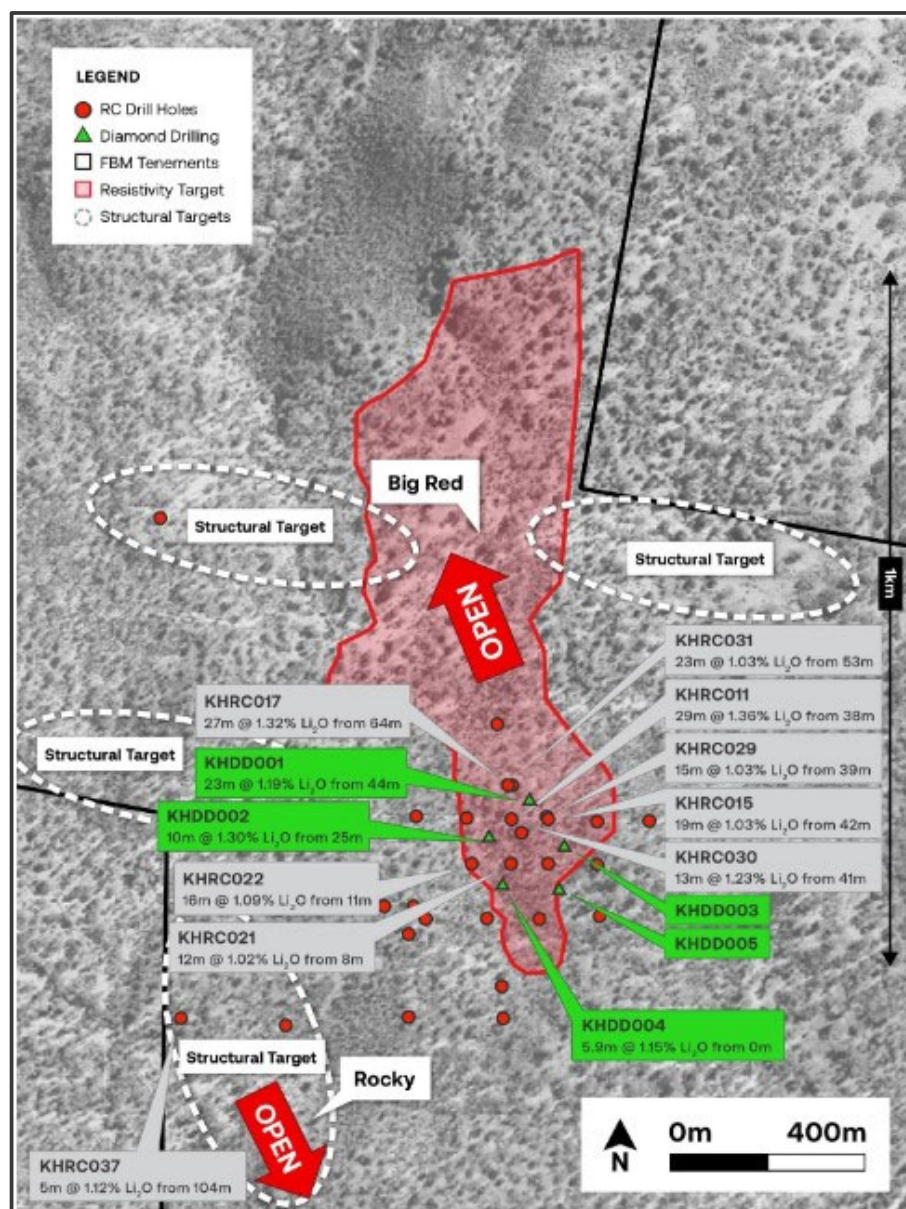 LEGEND
RC Drill Holes
Diamond Drilling
FBM Tenements
Resistivity Target
Structural Targets
Big Red
Structural Target
Structural Target
OPEN
1km
KHRC031
23m @ 1.03% Li₂O from 53m
KHRC017
27m @ 1.32% Li₂O from 64m
KHRC011
29m @ 1.36% Li₂O from 38m
Structural Target
KHDD001
23m @ 1.19% Li₂O from 44m
KHRC029
15m @ 1.03% Li₂O from 39m
KHDD002
10m @ 1.30% Li₂O from 25m
KHRC015
19m @ 1.03% Li₂O from 42m
KHRC022
16m @ 1.09% Li₂O from 11m
KHRC030
13m @ 1.23% Li₂O from 41m
KHRC021
12m @ 1.02% Li₂O from 8m
KHDD003
KHDD005
KHDD004
5.9m @ 1.15% Li₂O from 0m
Structural Target
Rocky
OPEN
KHRC037
5m @ 1.12% Li₂O from 104m
N
0m 400m